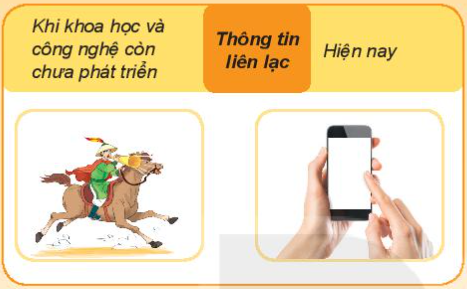 Khi khoa học và
công nghệ còn
chưa phát triển
Thông tin
liên lạc
Hiện nay